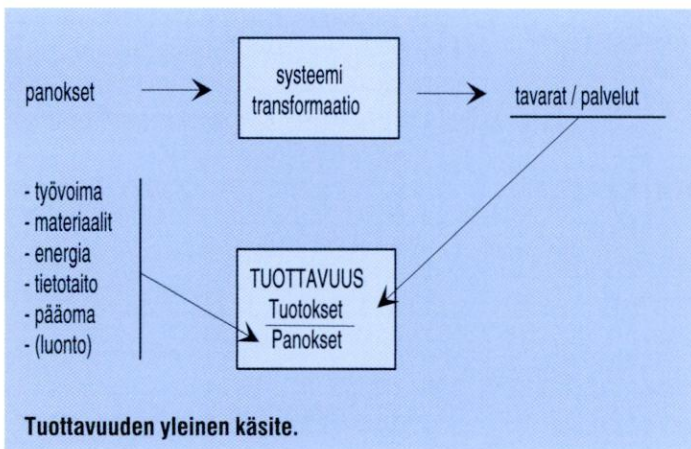 panokset
systeemi
transformaatio
tavarat / palvelut
- työvoima
- materiaalit
- energia
- tietotaito
- pääoma
- (luonto)
TUOTTAVUUS
Tuotokset
Panokset
Tuottavuuden yleinen käsite.